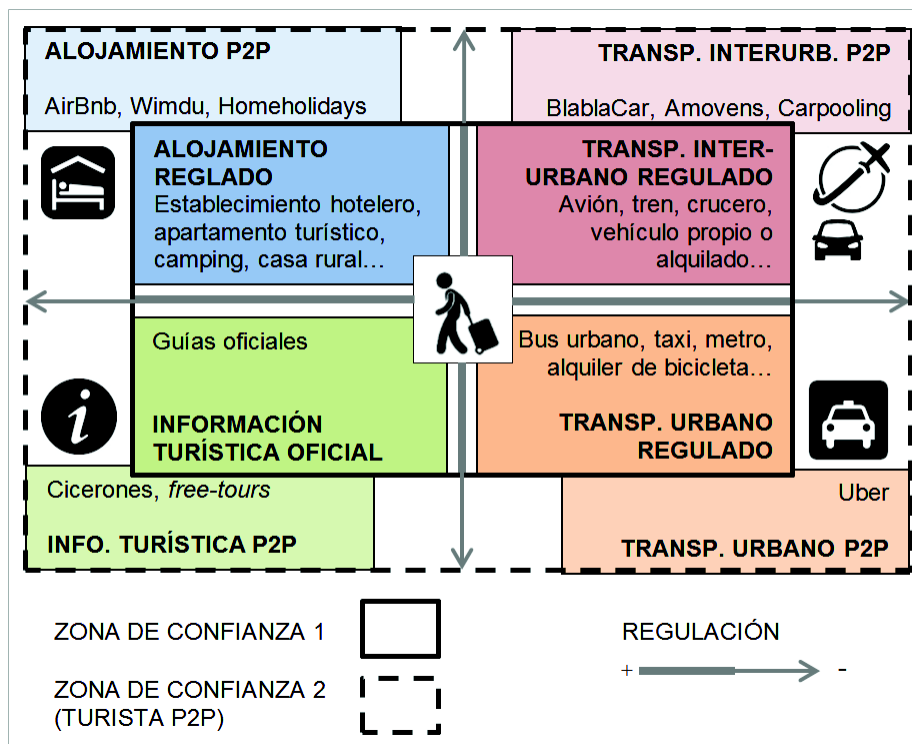 ALOJAMIENTO P2P
AirBnb, Wimdu, Homeholidays
TRANSP. INTERURB. P2P
BlablaCar, Amovens, Carpooling
ALOJAMIENTO
REGLADO
Establecimiento hotelero,
apartamento turístico,
camping, casa rural…
TRANSP. INTER-
URBANO REGULADO
Avión, tren, crucero,
vehículo propio o
alquilado…
Guías oficiales
INFORMACIÓN
TURÍSTICA OFICIAL
Bus urbano, taxi, metro,
alquiler de bicicleta…
TRANSP. URBANO
REGULADO
Cicerones, free-tours
INFO. TURÍSTICA P2P
Uber
TRANSP. URBANO P2P
ZONA DE CONFIANZA 1
ZONA DE CONFIANZA 2
(TURISTA P2P)
REGULACIÓN
+ -